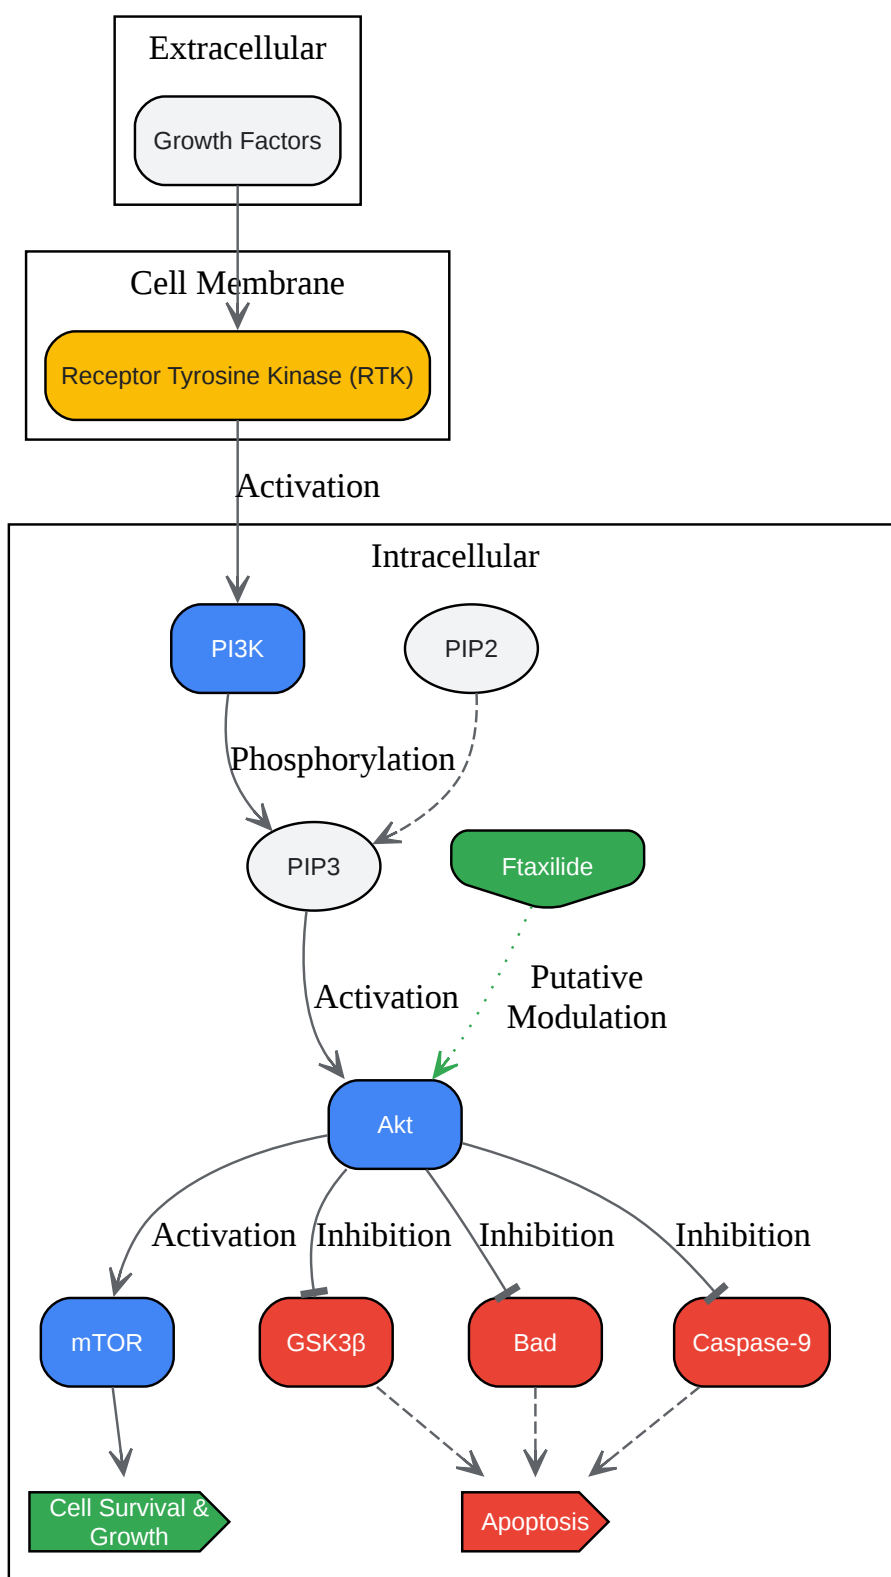 Extracellular
Growth Factors
Cell Membrane
Receptor Tyrosine Kinase (RTK)
Activation
Intracellular
PI3K
PIP2
Phosphorylation
PIP3
Ftaxilide
Activation
Putative
Modulation
Akt
Activation
Inhibition
Inhibition
Inhibition
mTOR
GSK3β
Bad
Caspase-9
Cell Survival &
Growth
Apoptosis